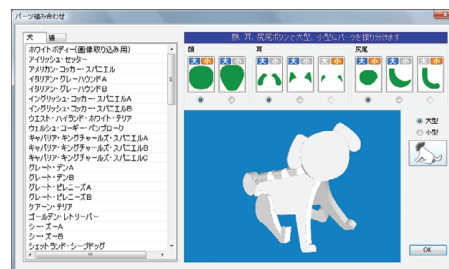 パーツ組み合わせ
犬 猫
顔、耳、尻尾ボタンで大型、小型にパーツを振り分けます
顔 耳 尻尾
大 小 大 小 大 小 大 小 大 小 大 小 大 小 大 小
ホワイトボディー(画像取込み用)
アイリッシュ・セッター
アメリカン・コッカー・スパニエル
イタリアン・グレーハウンドA
イタリアン・グレーハウンドB
イングリッシュ・コッカー・スパニエルA
イングリッシュ・コッカー・スパニエルB
ウエスト・ハイランド・ホワイト・テリア
ウェルシュ・コーギー・ペンブローク
キャバリア・キングチャールズ・スパニエルA
キャバリア・キングチャールズ・スパニエルB
キャバリア・キングチャールズ・スパニエルC
グレート・デンA
グレート・デンB
グレート・ピレニーズA
グレート・ピレニーズB
ケアーン・テリア
ゴールデン・レトリーバー
シー・ズーA
シー・ズーB
シェットランド・シープドッグ
大型
小型
OK